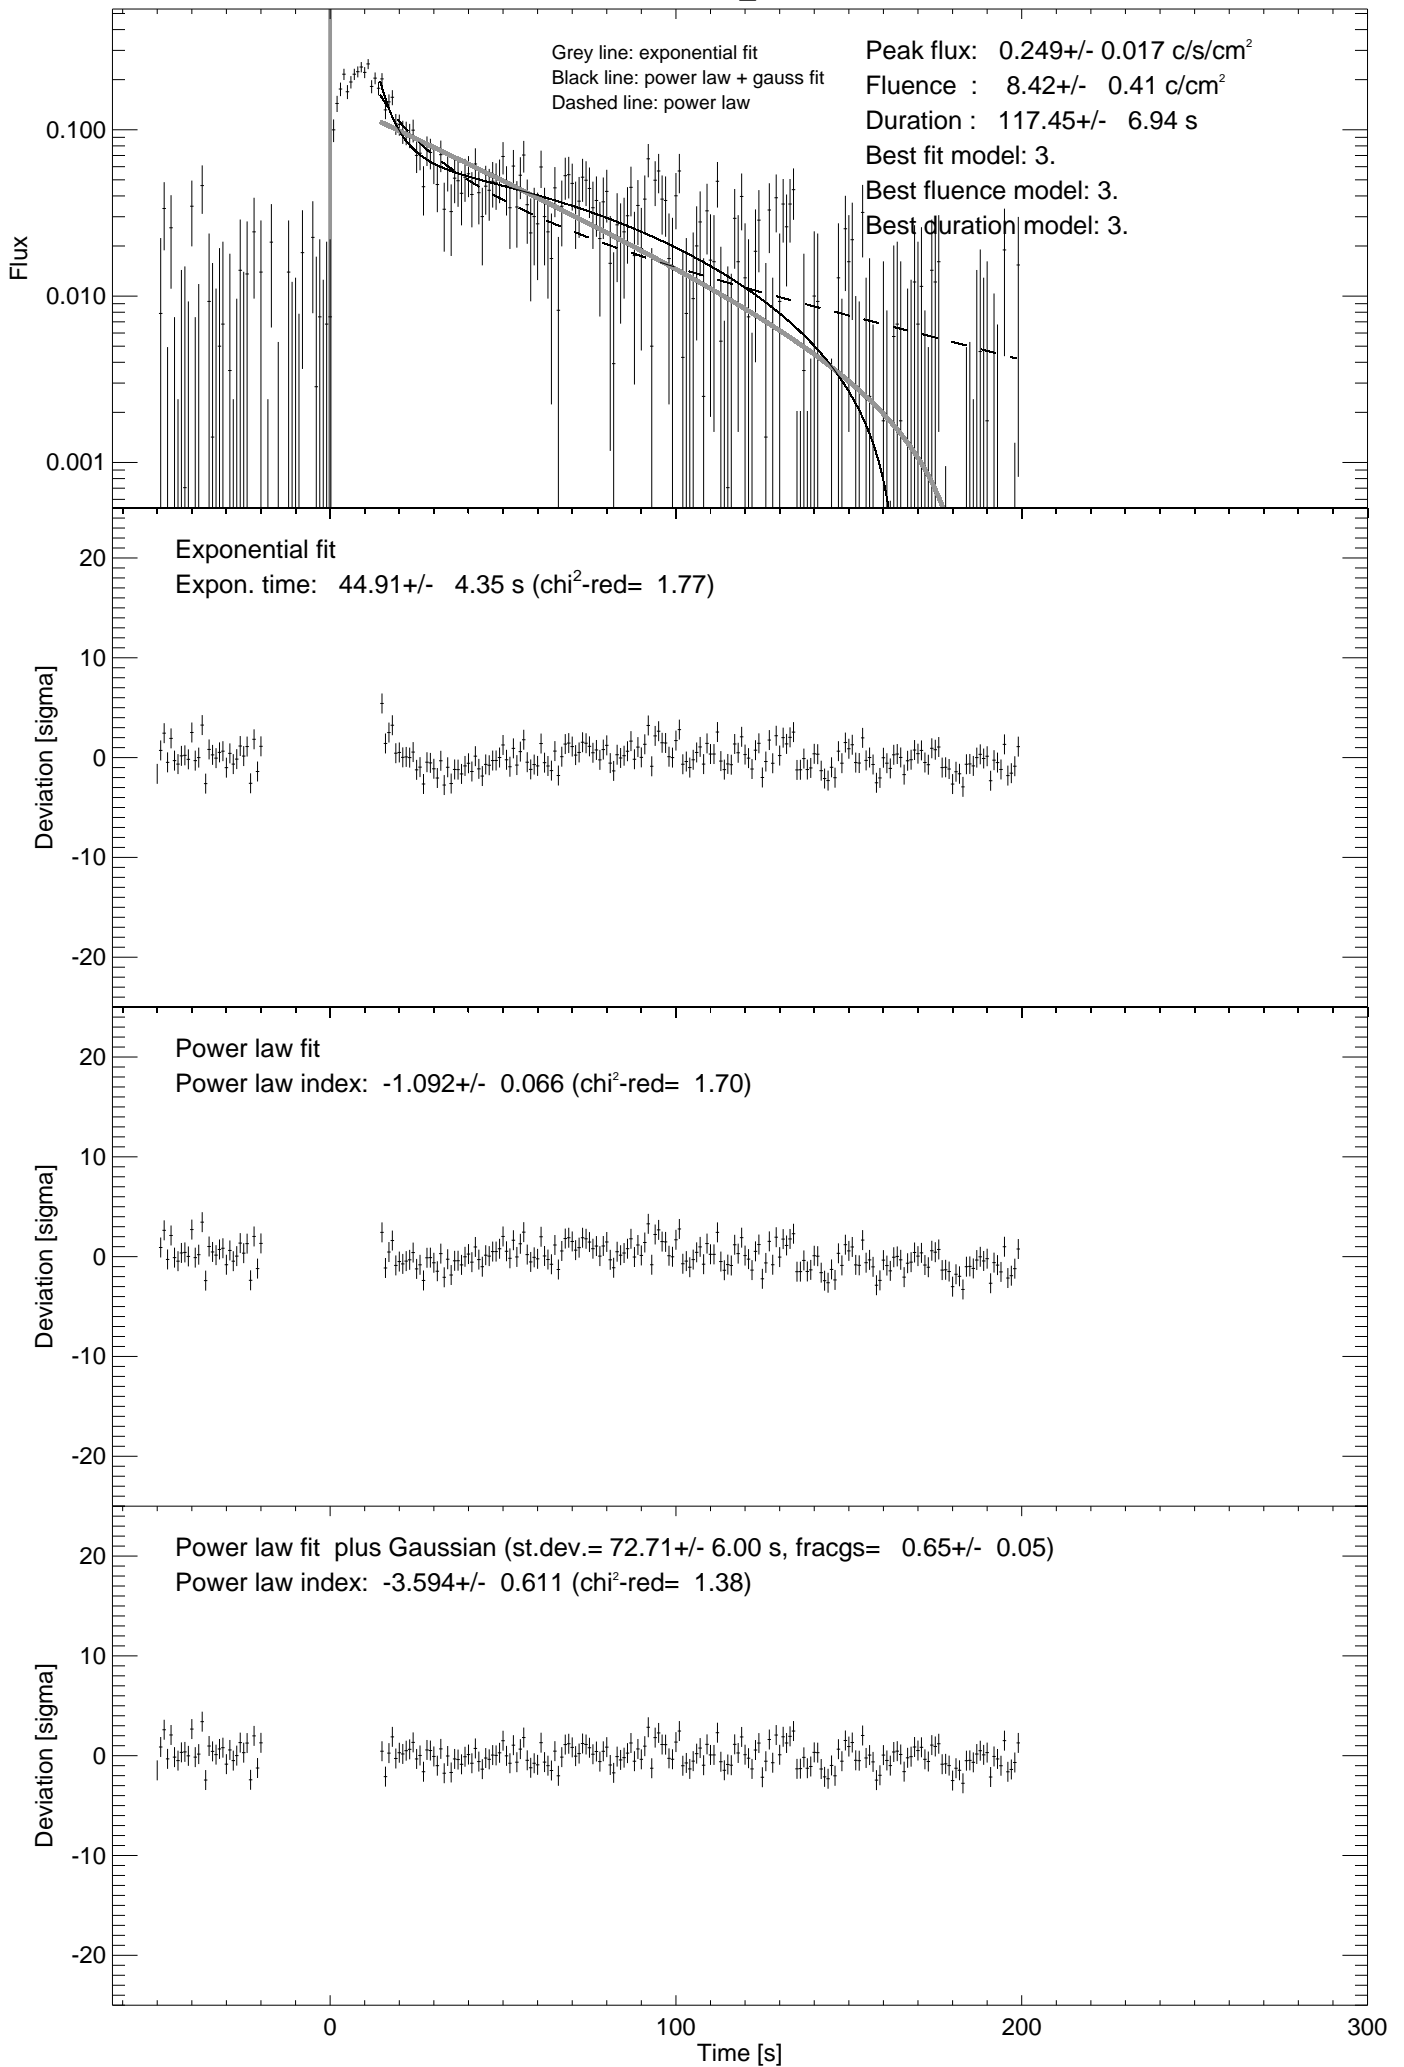 Grey line: exponential fit
Black line: power law + gauss fit
Dashed line: power law
Peak flux: 0.249+/- 0.017 c/s/cm²
Fluence : 8.42+/- 0.41 c/cm²
Duration : 117.45+/- 6.94 s
Best fit model: 3.
Best fluence model: 3.
Best duration model: 3.
0.100
0.010
0.001
Flux
Exponential fit
Expon. time: 44.91+/- 4.35 s (chi²-red= 1.77)
20
10
0
-10
-20
Deviation [sigma]
Power law fit
Power law index: -1.092+/- 0.066 (chi²-red= 1.70)
20
10
0
-10
-20
Deviation [sigma]
Power law fit plus Gaussian (st.dev.= 72.71+/- 6.00 s, fracgs= 0.65+/- 0.05)
Power law index: -3.594+/- 0.611 (chi²-red= 1.38)
20
10
0
-10
-20
Deviation [sigma]
0 100 200 300
Time [s]